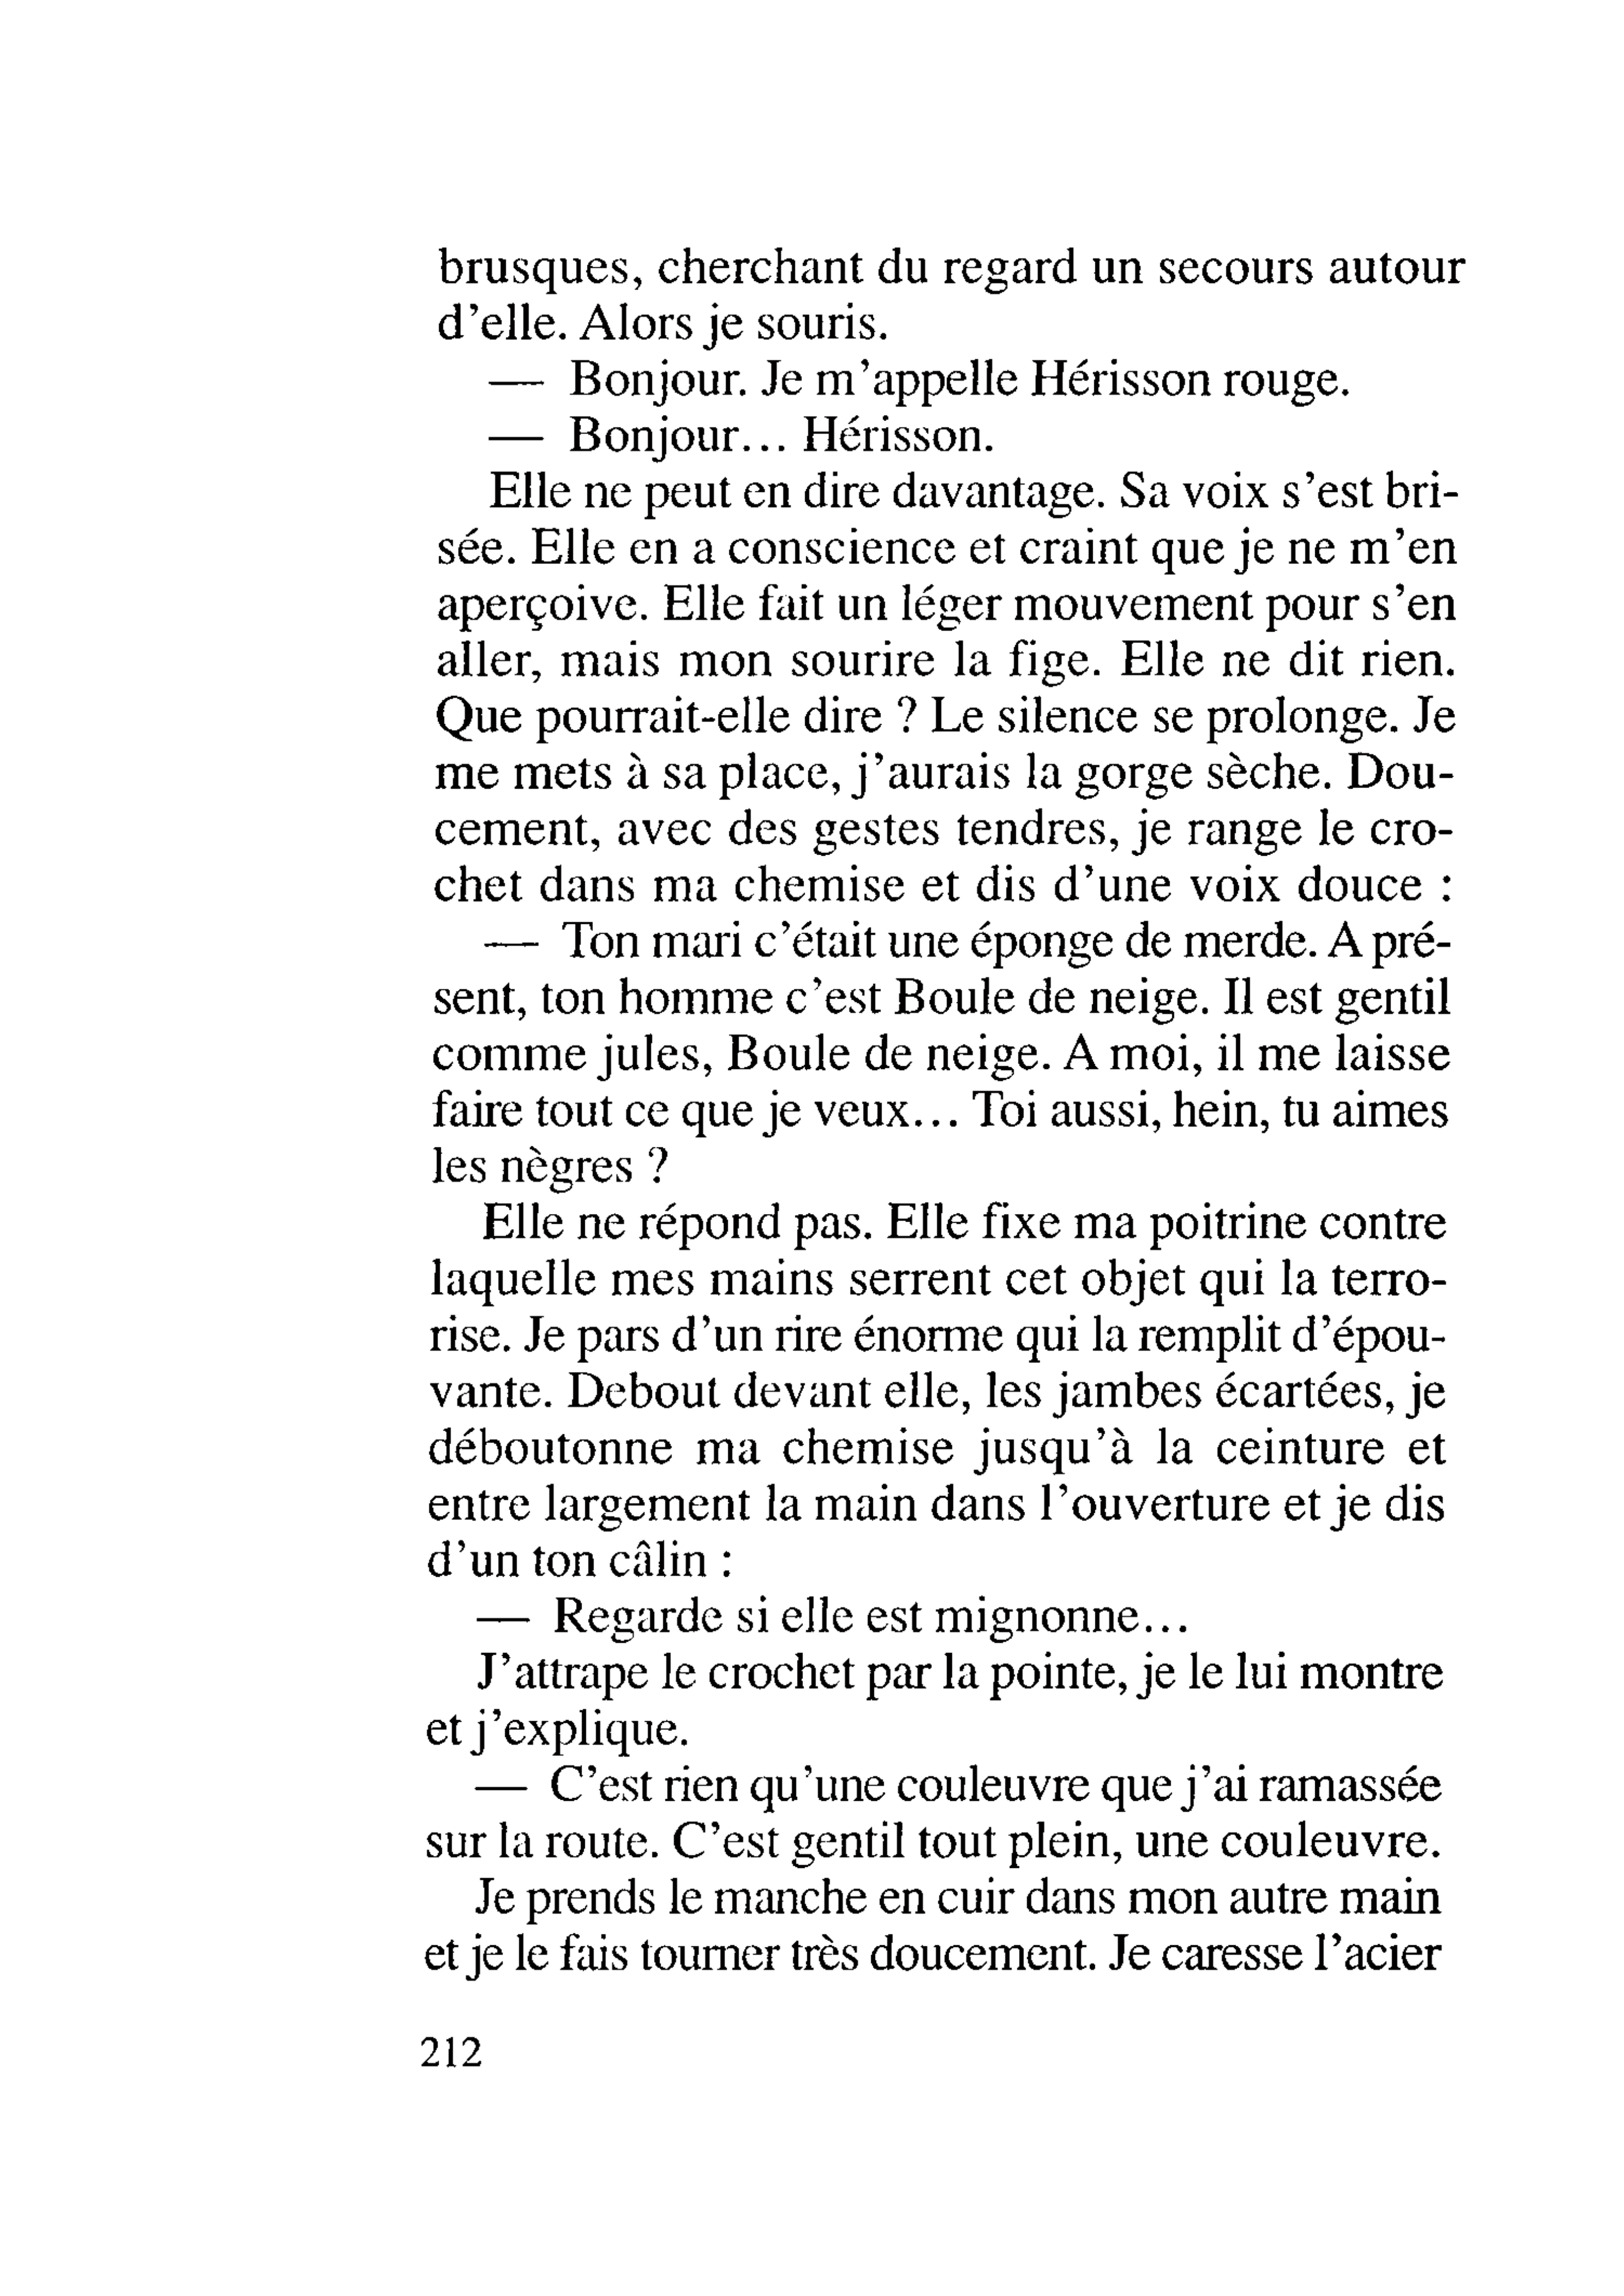 brusques, cherchant du regard un secours autour
d'elle. Alors je souris.
— Bonjour. Je m'appelle Hérisson rouge.
— Bonjour... Hérisson.
Elle ne peut en dire davantage. Sa voix s'est bri-
sée. Elle en a conscience et craint que je ne m'en
aperçoive. Elle fait un léger mouvement pour s'en
aller, mais mon sourire la fige. Elle ne dit rien.
Que pourrait-elle dire ? Le silence se prolonge. Je
me mets à sa place, j'aurais la gorge sèche. Dou-
cement, avec des gestes tendres, je range le cro-
chet dans ma chemise et dis d'une voix douce :
— Ton mari c'était une éponge de merde. A pré-
sent, ton homme c'est Boule de neige. Il est gentil
comme jules, Boule de neige. A moi, il me laisse
faire tout ce que je veux... Toi aussi, hein, tu aimes
les nègres ?
Elle ne répond pas. Elle fixe ma poitrine contre
laquelle mes mains serrent cet objet qui la terro-
rise. Je pars d'un rire énorme qui la remplit d'épou-
vante. Debout devant elle, les jambes écartées, je
déboutonne ma chemise jusqu'à la ceinture et
entre largement la main dans l'ouverture et je dis
d'un ton câlin :
— Regarde si elle est mignonne...
J'attrape le crochet par la pointe, je le lui montre
et j'explique.
— C'est rien qu'une couleuvre que j'ai ramassée
sur la route. C'est gentil tout plein, une couleuvre.
Je prends le manche en cuir dans mon autre main
et je le fais tourner très doucement. Je caresse l'acier
212